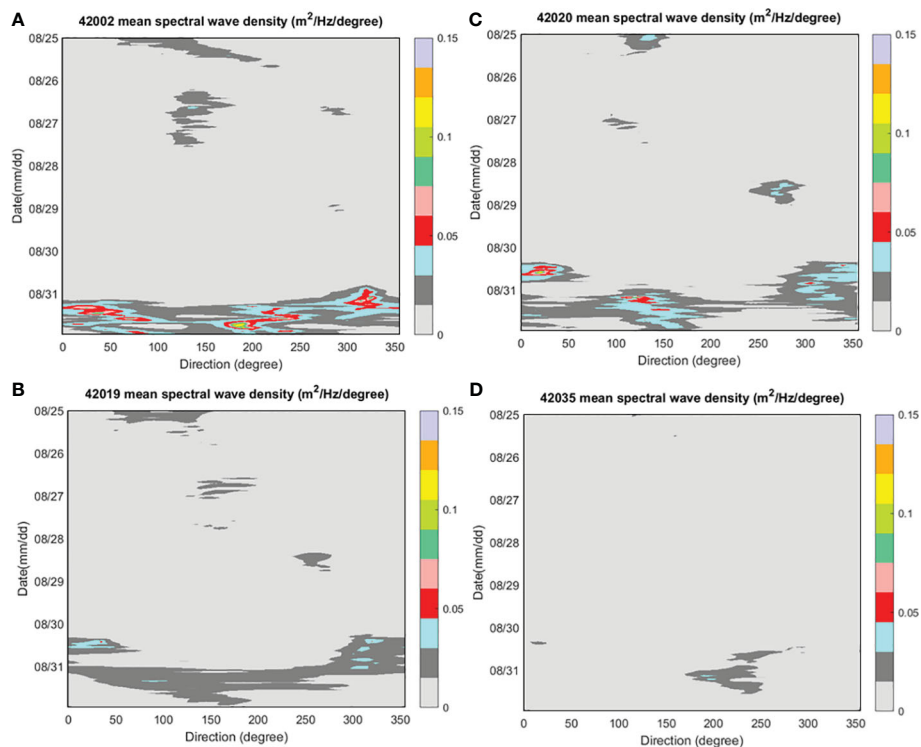 A
42002 mean spectral wave density (m²/Hz/degree)
08/25
08/26
08/27
08/28
08/29
08/30
08/31
Date(mm/dd)
0 50 100 150 200 250 300 350
Direction (degree)
0.15
0.1
0.05
0
B
42019 mean spectral wave density (m²/Hz/degree)
08/25
08/26
08/27
08/28
08/29
08/30
08/31
Date(mm/dd)
0 50 100 150 200 250 300 350
Direction (degree)
0.15
0.1
0.05
0
C
42020 mean spectral wave density (m²/Hz/degree)
08/25
08/26
08/27
08/28
08/29
08/30
08/31
Date(mm/dd)
0 50 100 150 200 250 300 350
Direction (degree)
0.15
0.1
0.05
0
D
42035 mean spectral wave density (m²/Hz/degree)
08/25
08/26
08/27
08/28
08/29
08/30
08/31
Date(mm/dd)
0 50 100 150 200 250 300 350
Direction (degree)
0.15
0.1
0.05
0